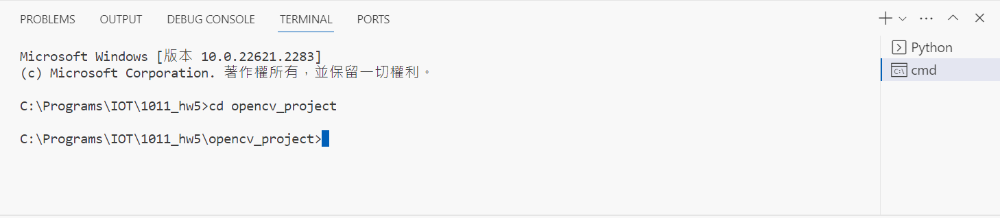 PROBLEMS OUTPUT DEBUG CONSOLE TERMINAL PORTS
Microsoft Windows [版本 10.0.22621.2283]
(c) Microsoft Corporation. 著作權所有，並保留一切權利。
C:\Programs\IOT\1011_hw5>cd opencv_project
C:\Programs\IOT\1011_hw5\opencv_project>
Python
cmd